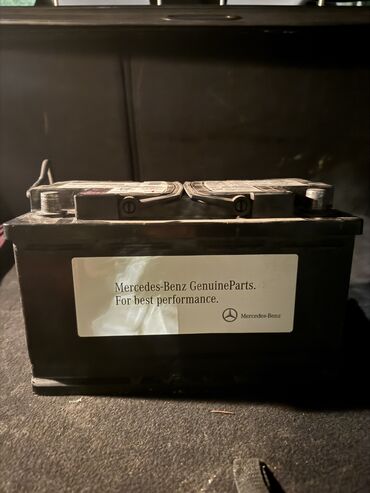 Mercedes-Benz GenuineParts.
For best performance.
Mercedes-Benz